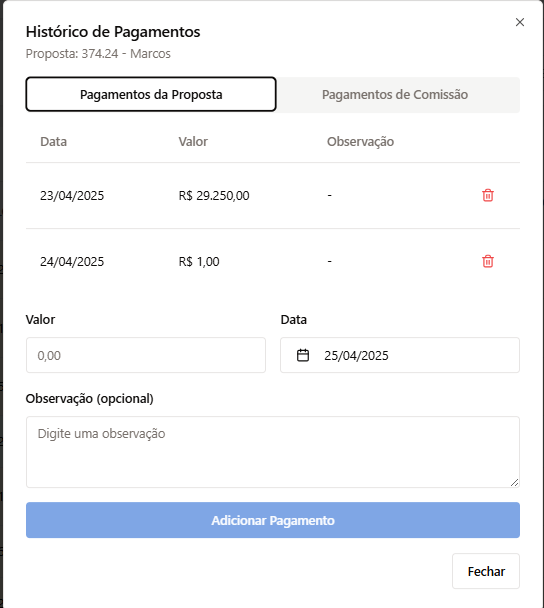 Histórico de Pagamentos
Proposta: 374.24 - Marcos
Pagamentos da Proposta Pagamentos de Comissão
Data Valor Observação
23/04/2025 R$ 29.250,00 -
24/04/2025 R$ 1,00 -
Valor Data
0,00 25/04/2025
Observação (opcional)
Digite uma observação
Adicionar Pagamento
Fechar